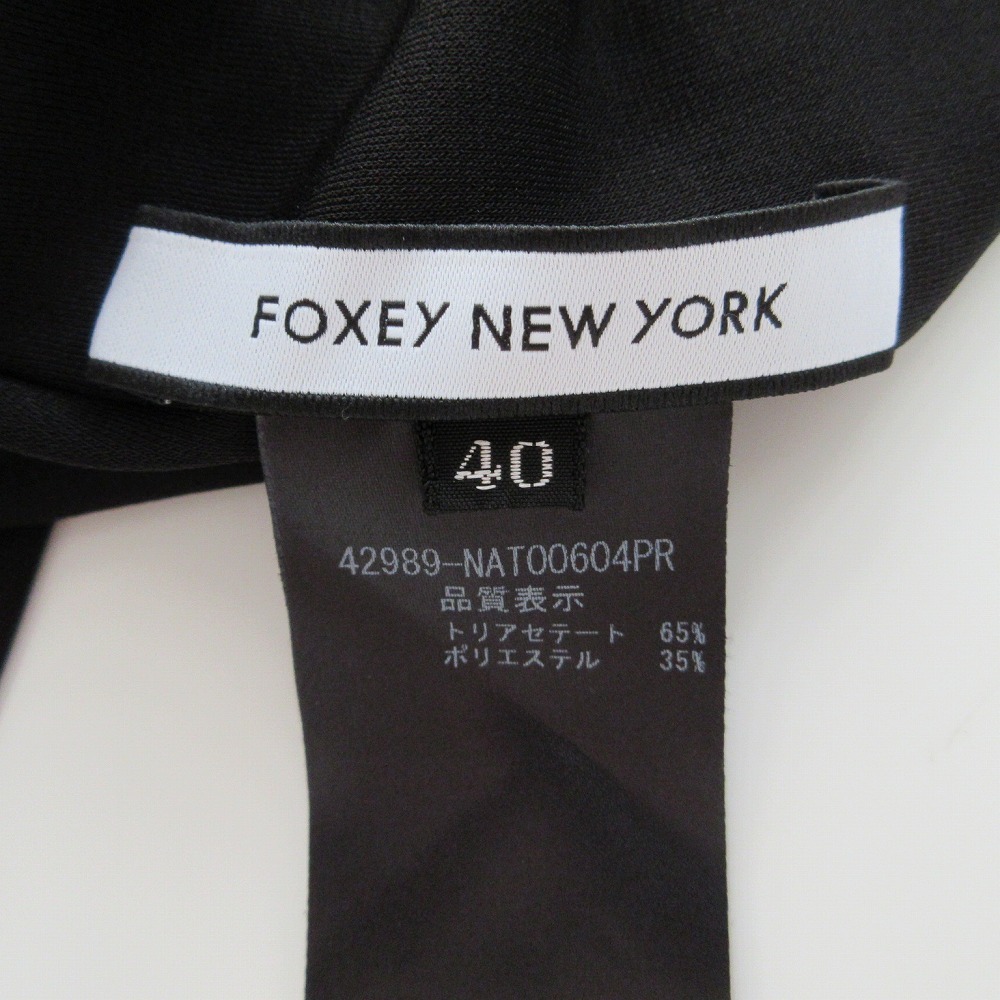 FOXEY NEW YORK
40
42989-NAT00604PR
品質表示
トリアセテート 65%
ポリエステル 35%